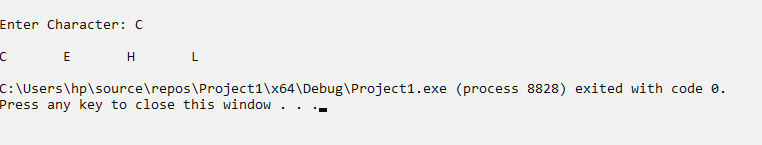 Enter Character: C
C E H L
C:\Users\hp\source\repos\Project1\x64\Debug\Project1.exe (process 8828) exited with code 0.
Press any key to close this window . . .